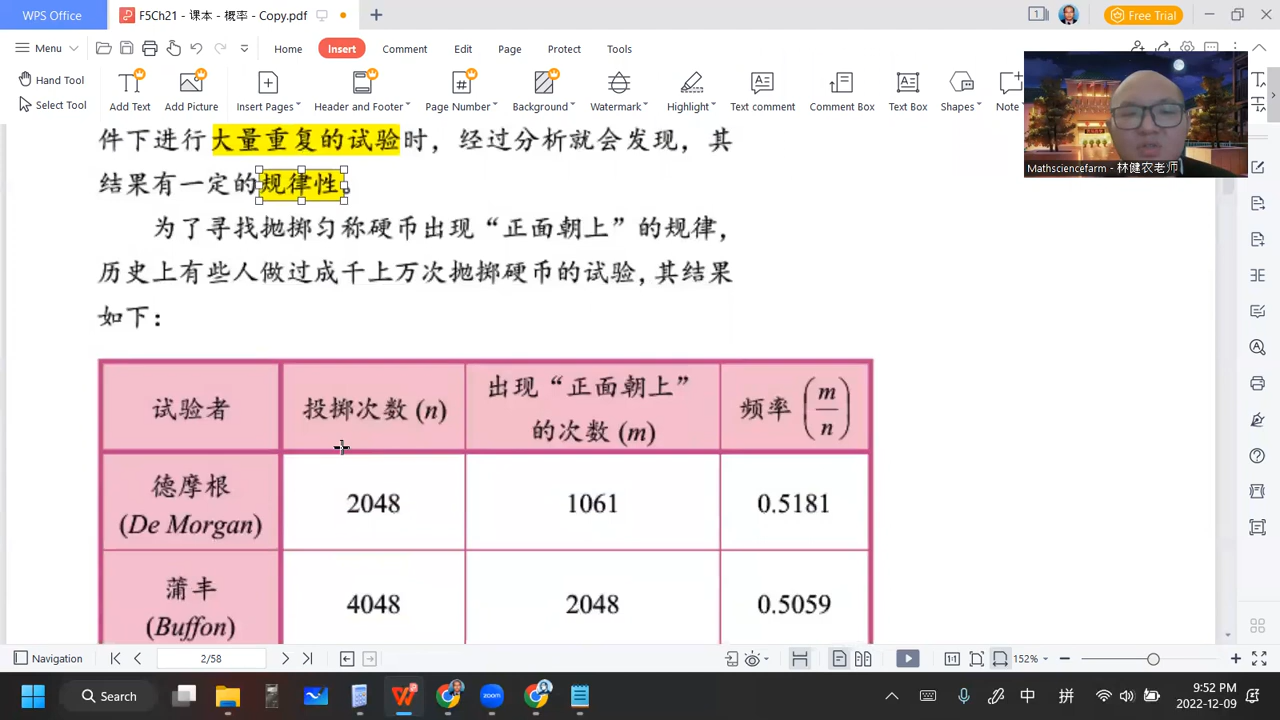 WPS Office
F5Ch21 - 课本 - 概率 - Copy.pdf
1
Free Trial
Menu
Home
Insert
Comment
Edit
Page
Protect
Tools
Hand Tool
Select Tool
Add Text
Add Picture
Insert Pages
Header and Footer
Page Number
Background
Watermark
Highlight
Text comment
Comment Box
Text Box
Shapes
Note
Mathsciencefarm - 林健农老师
件下进行大量重复的试验时，经过分析就会发现，其
结果有一定的规律性。
为了寻找抛掷匀称硬币出现“正面朝上”的规律，
历史上有些人做过成千上万次抛掷硬币的试验，其结果
如下：
试验者
投掷次数 (n)
出现“正面朝上”
的次数 (m)
频率 (m/n)
德摩根
(De Morgan)
2048
1061
0.5181
蒲丰
(Buffon)
4048
2048
0.5059
Navigation
2/58
1:1
152%
Search
zoom
中
拼
9:52 PM
2022-12-09